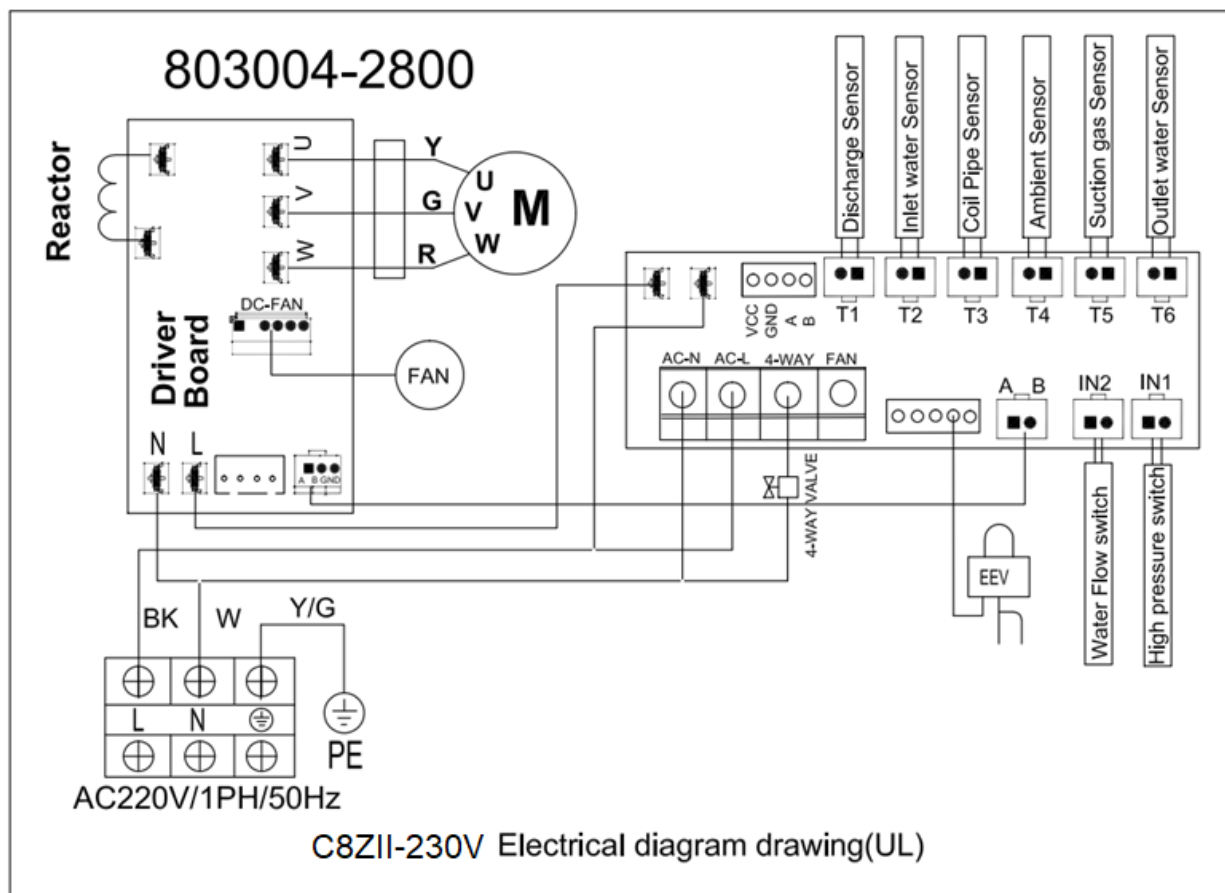 803004-2800
Reactor
U
V
W
Y
G
R
U
V
W
M
DC-FAN
Driver
Board
FAN
N
L
A B GND
Discharge Sensor
Inlet water Sensor
Coil Pipe Sensor
Ambient Sensor
Suction gas Sensor
Outlet water Sensor
VCC
GND
A
B
T1
T2
T3
T4
T5
T6
AC-N
AC-L
4-WAY
FAN
A B
IN2
IN1
4-WAY VALVE
EEV
Water Flow switch
High pressure switch
BK
W
Y/G
L
N
PE
AC220V/1PH/50Hz
C8ZII-230V Electrical diagram drawing(UL)